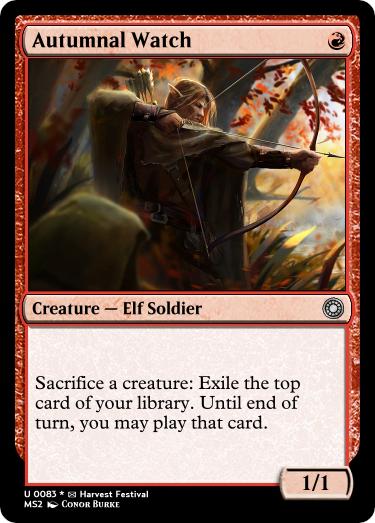 Autumnal Watch
Creature — Elf Soldier
Sacrifice a creature: Exile the top
card of your library. Until end of
turn, you may play that card.
1/1
U 0083 * Harvest Festival
MS2 Conor Burke